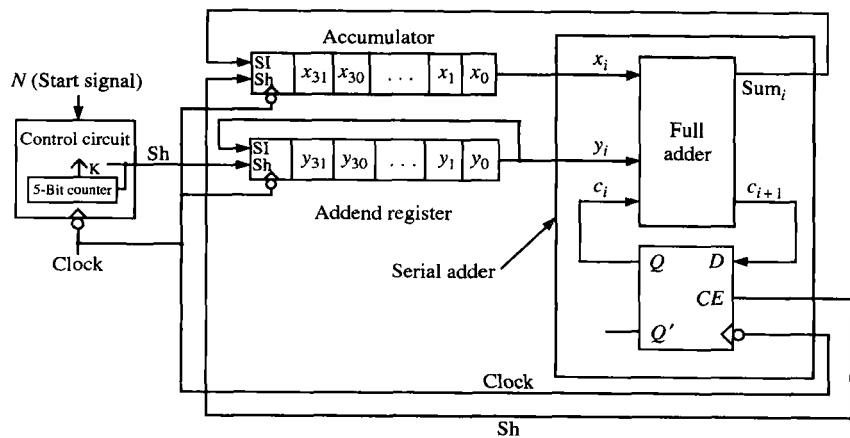 Accumulator
N (Start signal)
SI
Sh
x31 x30 . . . x1 x0
xi
Sumi
Control circuit
K
5-Bit counter
Sh
SI
Sh
y31 y30 . . . y1 y0
yi
Full
adder
ci
ci+1
Addend register
Clock
Serial adder
Q
D
CE
Q'
Clock
Sh